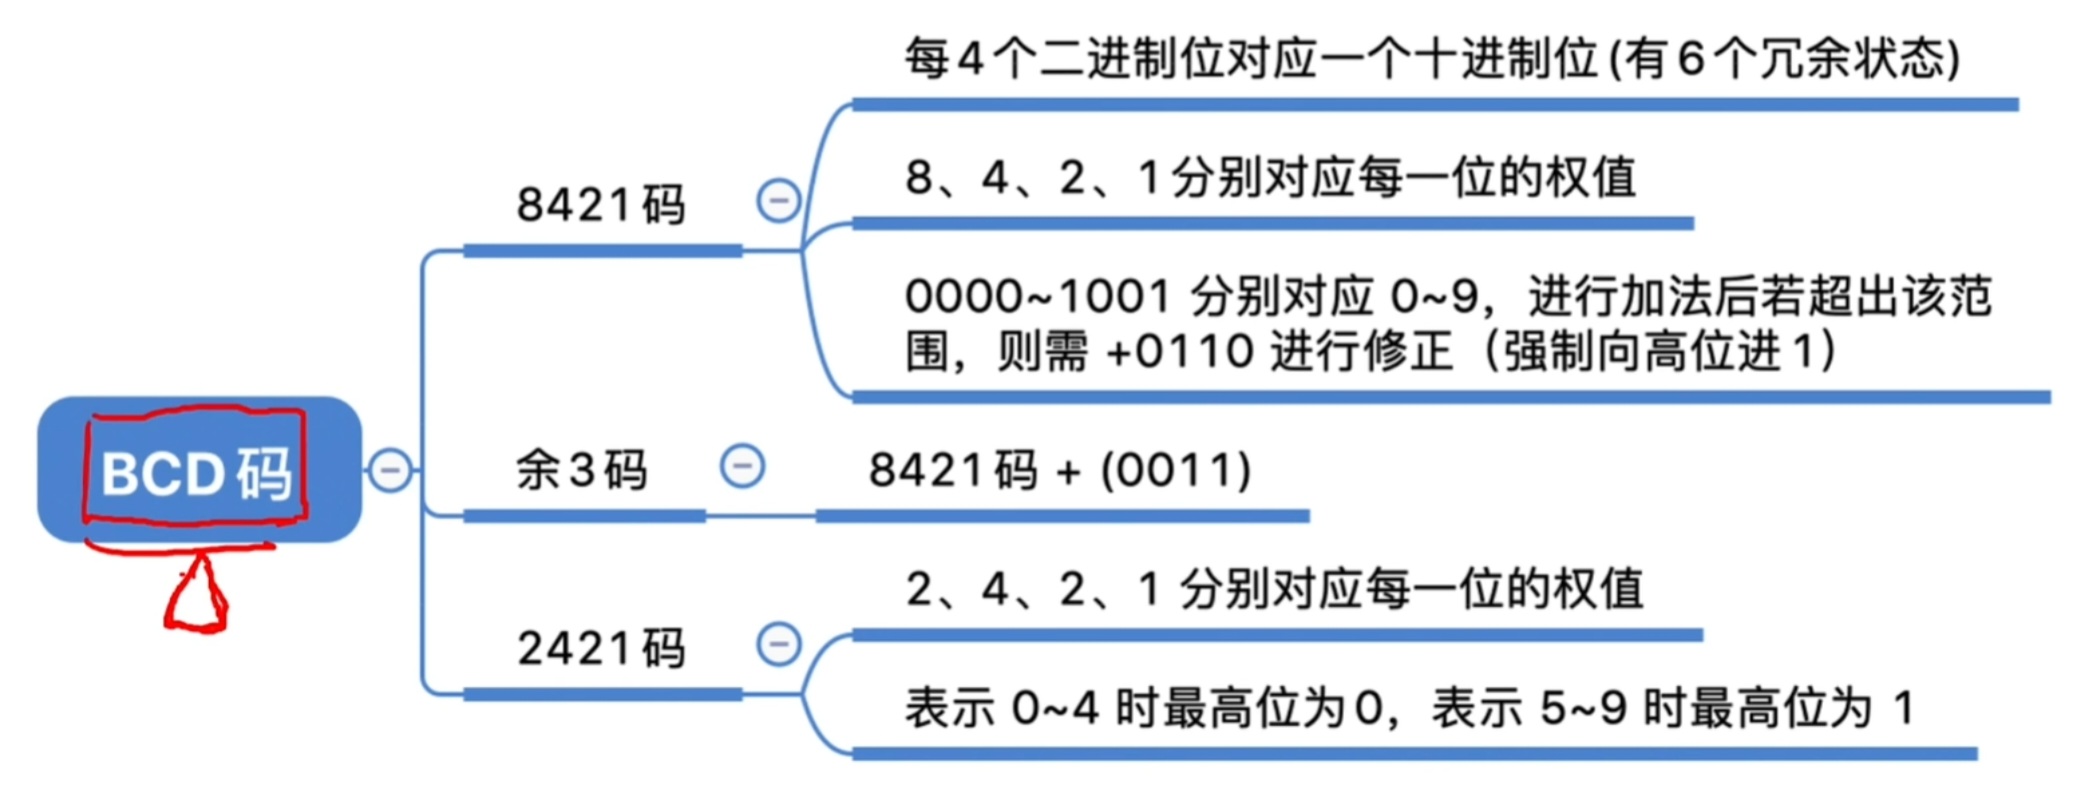 BCD码
8421码
每4个二进制位对应一个十进制位(有6个冗余状态)
8、4、2、1分别对应每一位的权值
0000~1001 分别对应 0~9，进行加法后若超出该范
围，则需 +0110 进行修正（强制向高位进1）
余3码
8421码 + (0011)
2421码
2、4、2、1 分别对应每一位的权值
表示 0~4 时最高位为0，表示 5~9 时最高位为 1